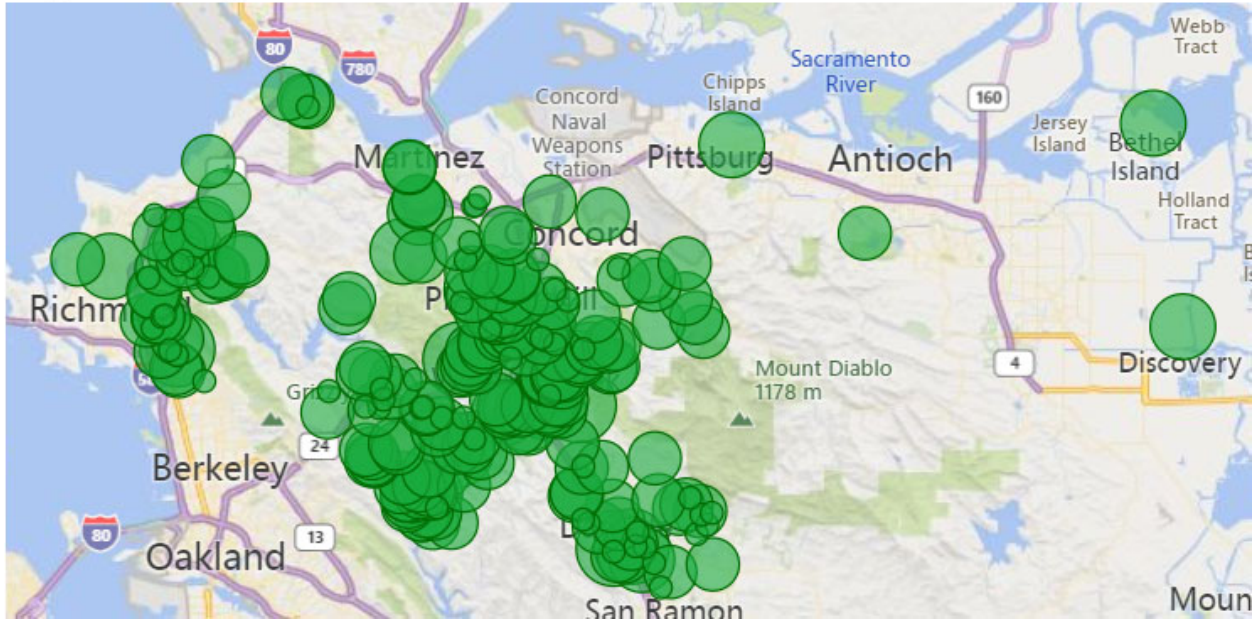 Webb
Tract
80
780
Sacramento
River
Chipps
Island
160
Concord
Naval
Weapons
Station
Jersey
Island
Bethel
Island
Martinez
Pittsburg
Antioch
Holland
Tract
Concord
Richmond
4
Discovery
Mount Diablo
1178 m
24
Berkeley
80
13
Oakland
San Ramon
Moun